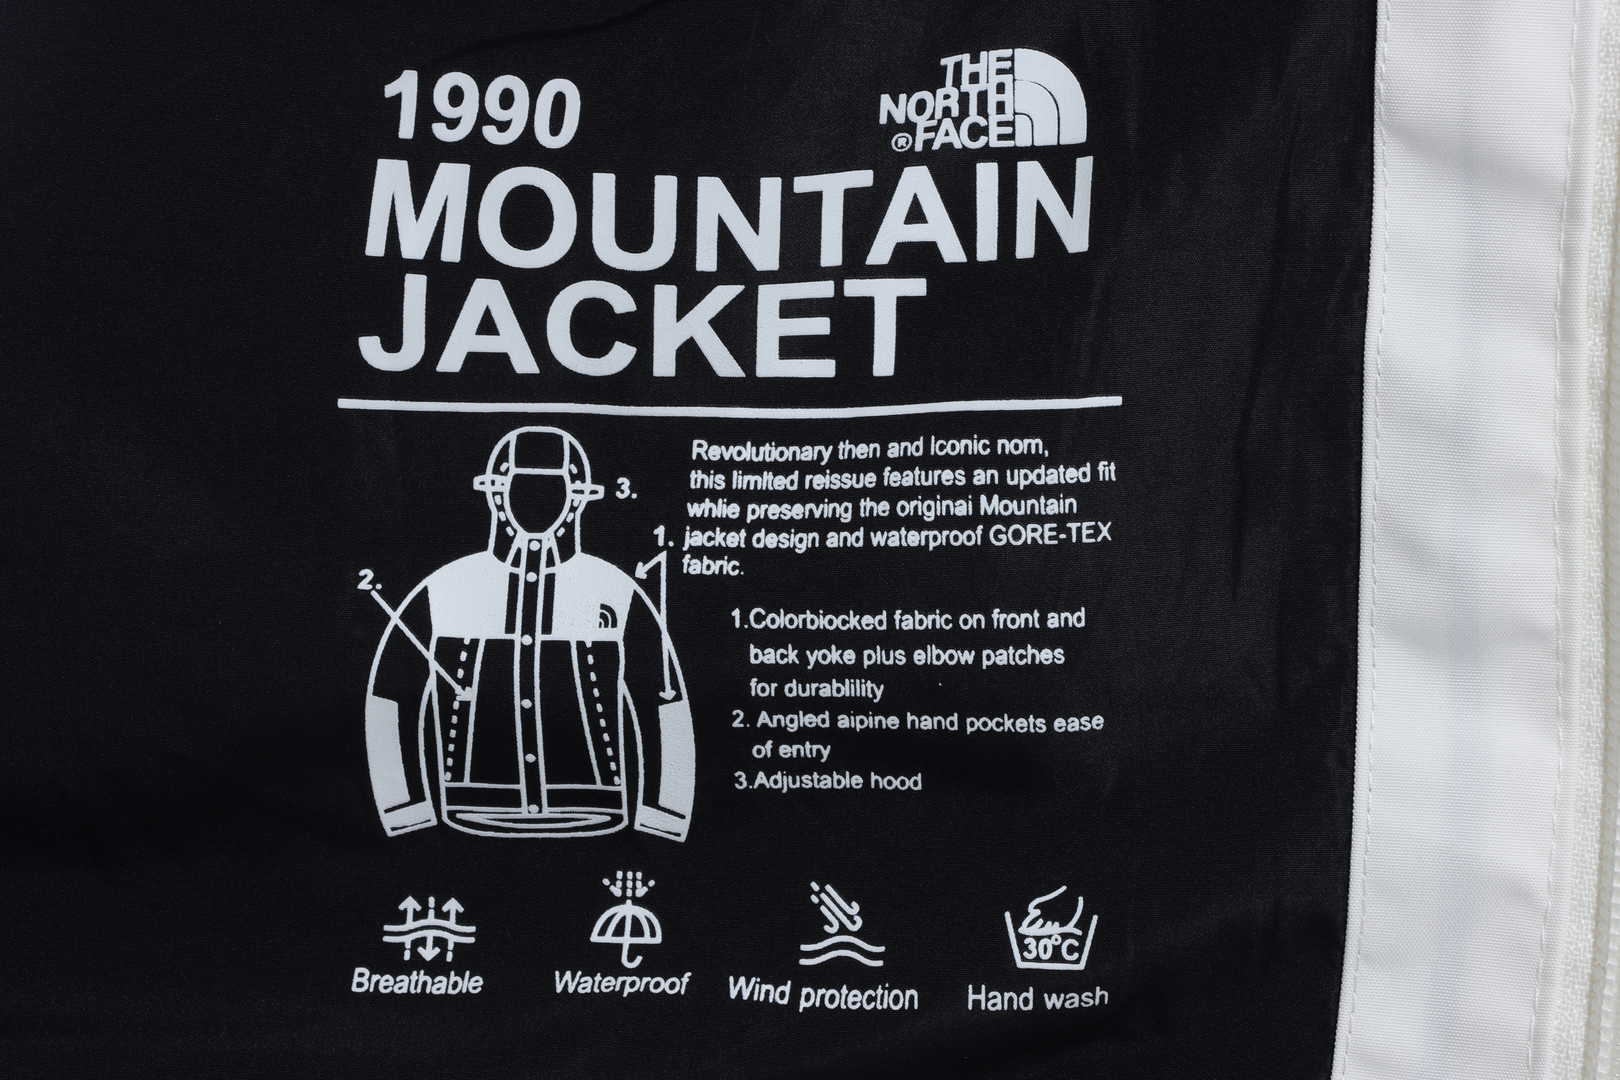 1990
THE
NORTH
®FACE
MOUNTAIN
JACKET
Revolutionary then and Iconic nom,
this limlted reissue features an updated fit
whlie preserving the originai Mountain
jacket design and waterproof GORE-TEX
fabric.
3.
1.
2.
1.Colorbiocked fabric on front and
back yoke plus elbow patches
for durablility
2. Angled aipine hand pockets ease
of entry
3.Adjustable hood
30°C
Breathable
Waterproof
Wind protection
Hand wash